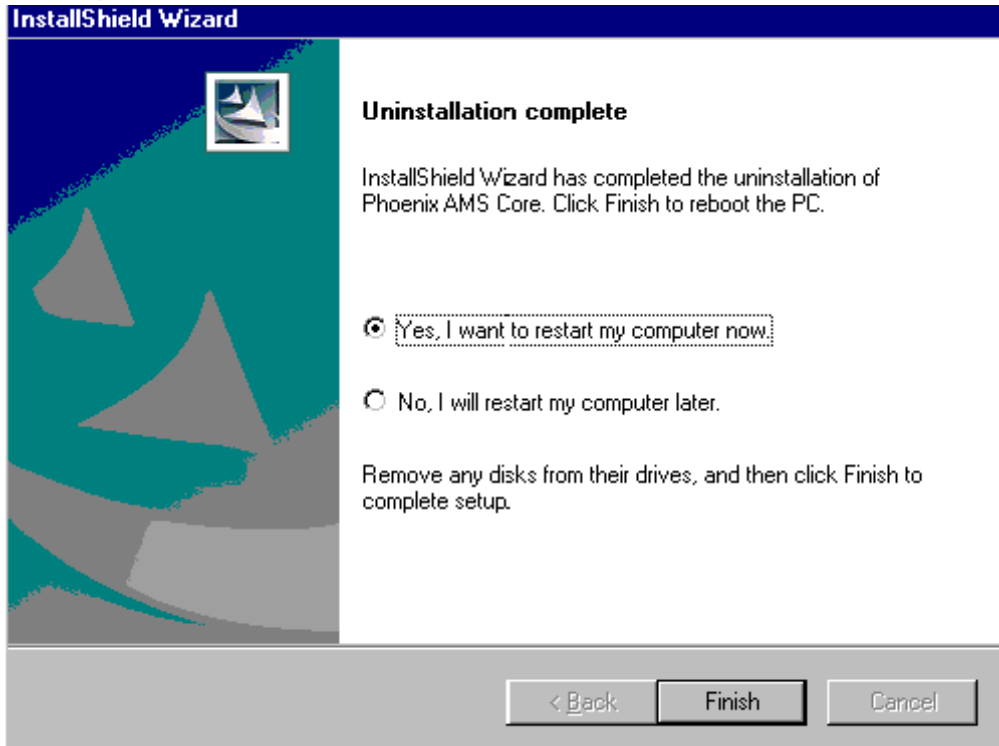 InstallShield Wizard
Uninstallation complete
InstallShield Wizard has completed the uninstallation of
Phoenix AMS Core. Click Finish to reboot the PC.
Yes, I want to restart my computer now.
No, I will restart my computer later.
Remove any disks from their drives, and then click Finish to
complete setup.
< Back
Finish
Cancel